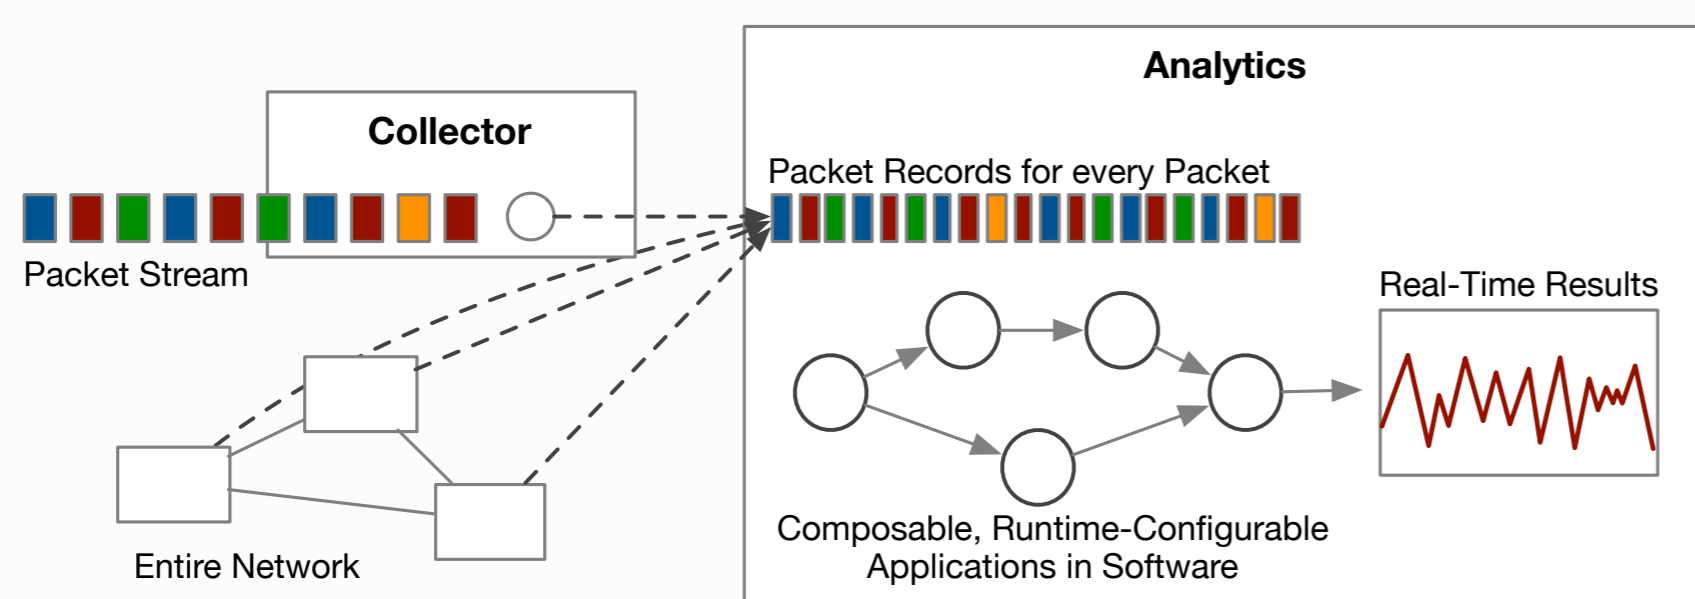 Analytics
Collector
Packet Records for every Packet
Packet Stream
Real-Time Results
Composable, Runtime-Configurable
Applications in Software
Entire Network